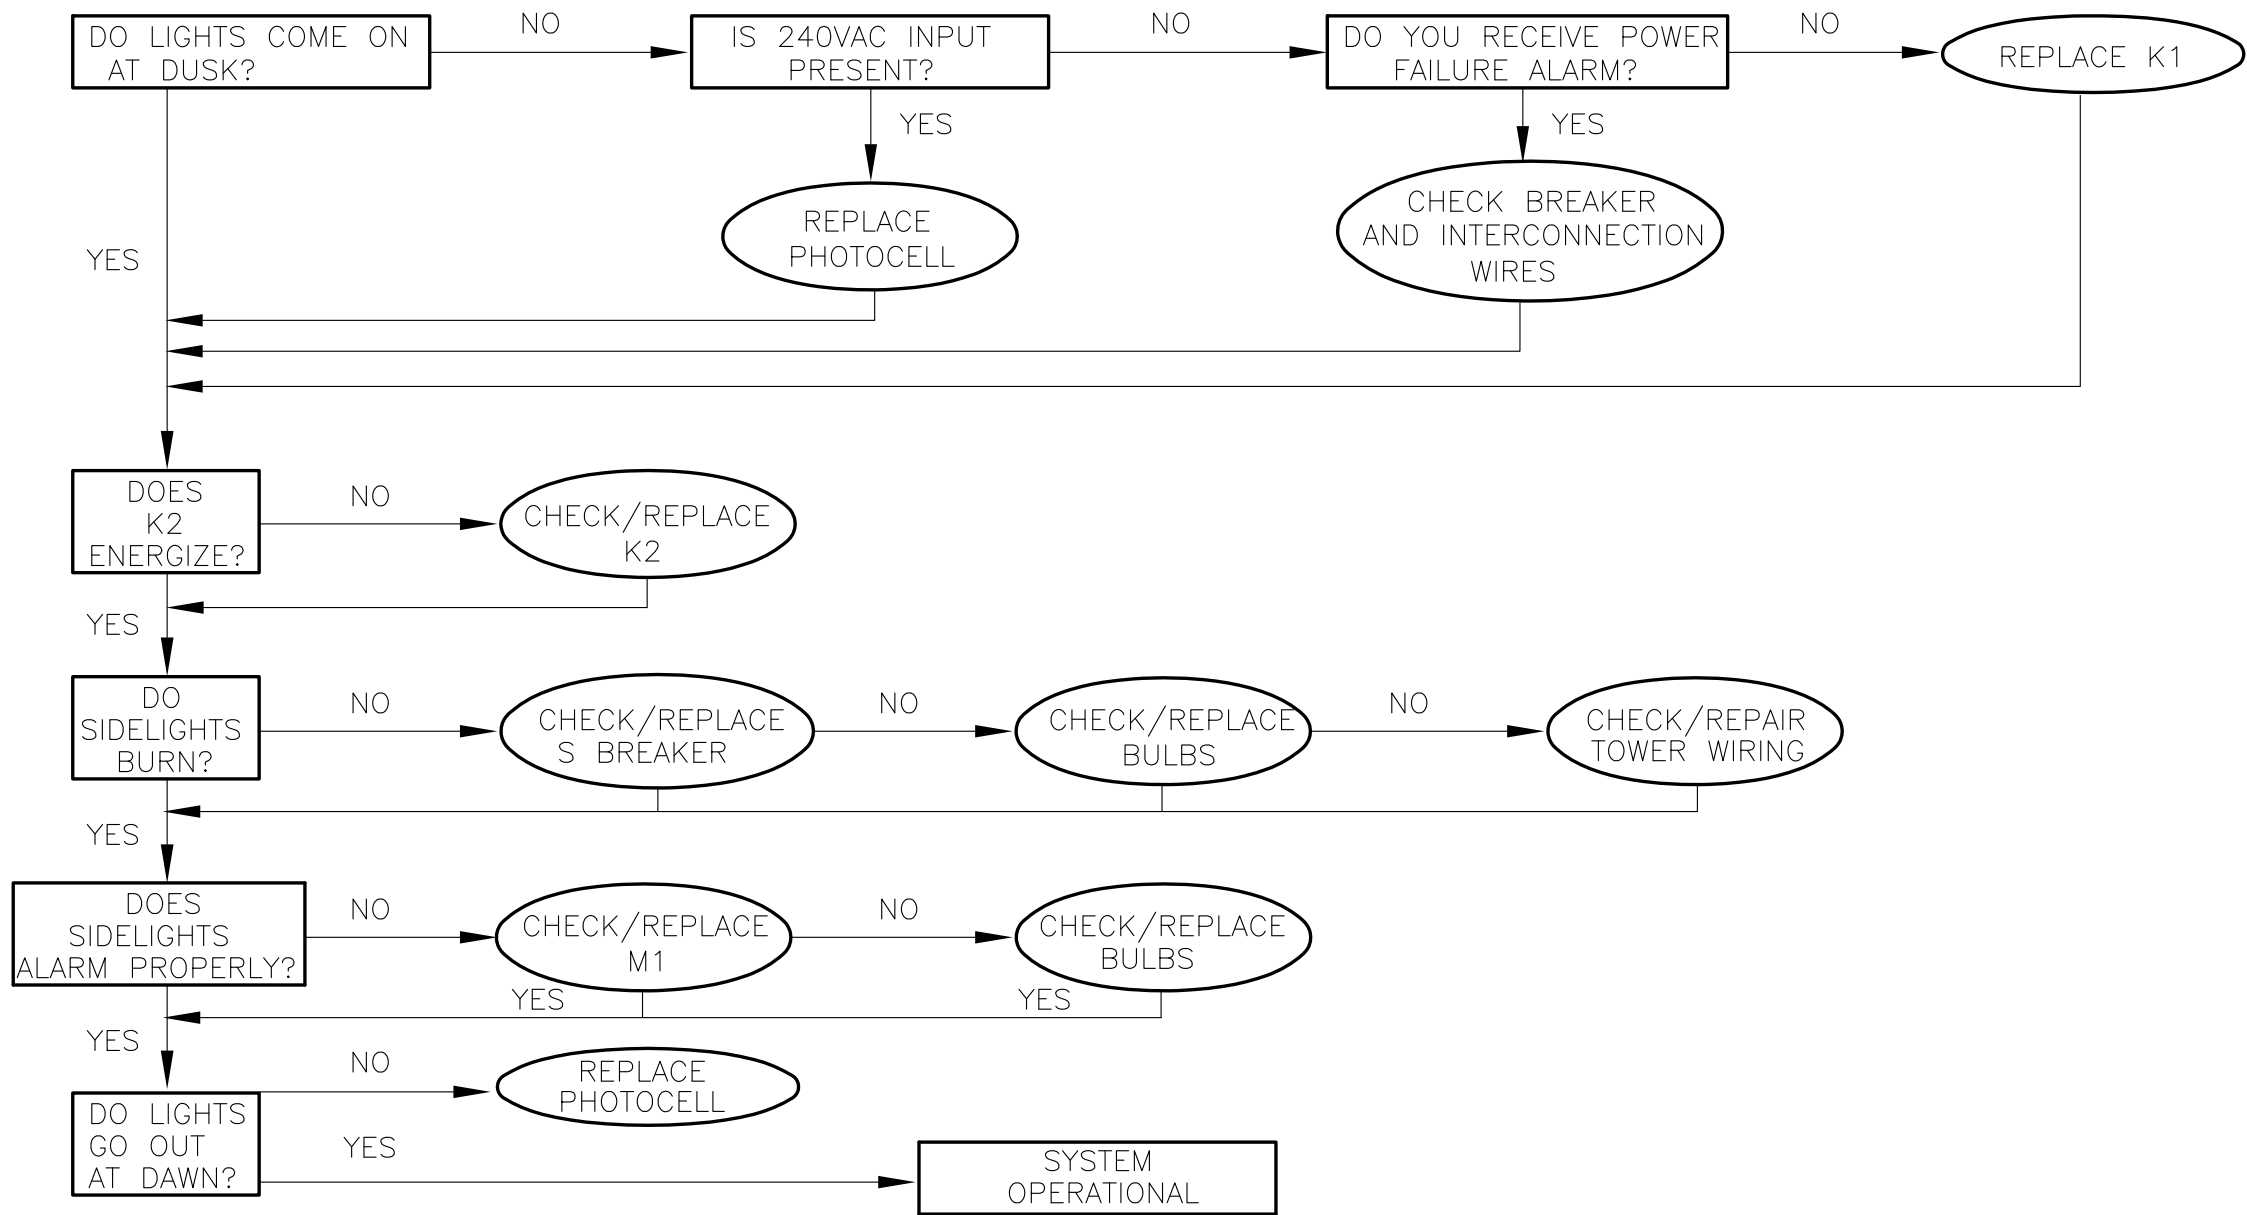 DO LIGHTS COME ON
AT DUSK?
NO
IS 240VAC INPUT
PRESENT?
NO
DO YOU RECEIVE POWER
FAILURE ALARM?
NO
REPLACE K1
YES
YES
YES
REPLACE
PHOTOCELL
CHECK BREAKER
AND INTERCONNECTION
WIRES
DOES
K2
ENERGIZE?
NO
CHECK/REPLACE
K2
YES
DO
SIDELIGHTS
BURN?
NO
CHECK/REPLACE
S BREAKER
NO
CHECK/REPLACE
BULBS
NO
CHECK/REPAIR
TOWER WIRING
YES
DOES
SIDELIGHTS
ALARM PROPERLY?
NO
CHECK/REPLACE
M1
NO
CHECK/REPLACE
BULBS
YES
YES
YES
NO
REPLACE
PHOTOCELL
DO LIGHTS
GO OUT
AT DAWN?
YES
SYSTEM
OPERATIONAL